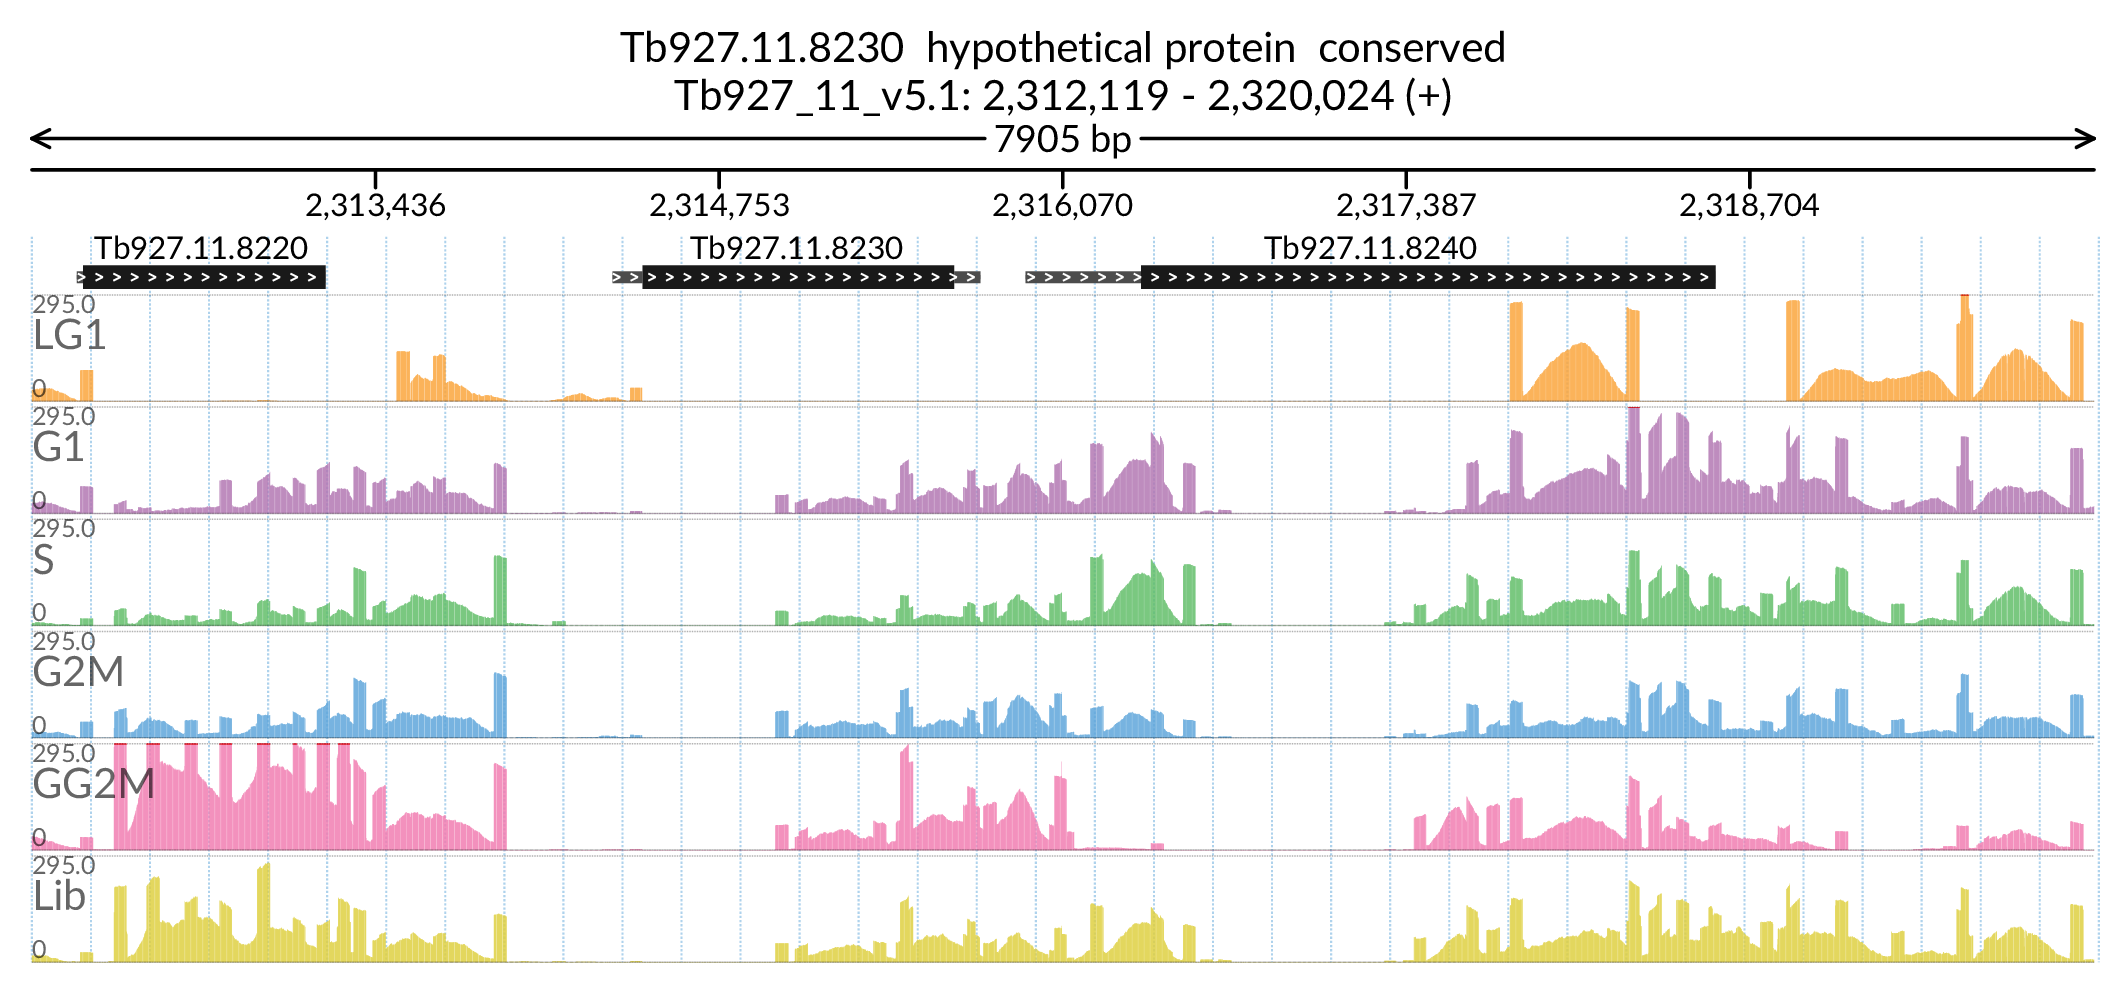 Tb927.11.8230 hypothetical protein conserved
Tb927_11_v5.1: 2,312,119 - 2,320,024 (+)
7905 bp
2,313,436 2,314,753 2,316,070 2,317,387 2,318,704
Tb927.11.8220 Tb927.11.8230 Tb927.11.8240
295.0
LG1
0
295.0
G1
0
295.0
S
0
295.0
G2M
0
295.0
GG2M
0
295.0
Lib
0